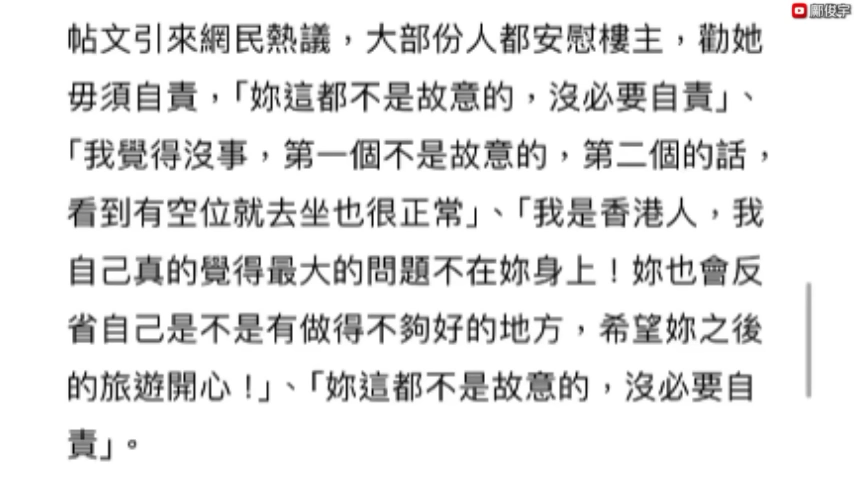 鄺俊宇
帖文引來網民熱議，大部份人都安慰樓主，勸她
毋須自責，「妳這都不是故意的，沒必要自責」、
「我覺得沒事，第一個不是故意的，第二個的話，
看到有空位就去坐也很正常」、「我是香港人，我
自己真的覺得最大的問題不在妳身上！妳也會反
省自己是不是有做得不夠好的地方，希望妳之後
的旅遊開心！」、「妳這都不是故意的，沒必要自
責」。